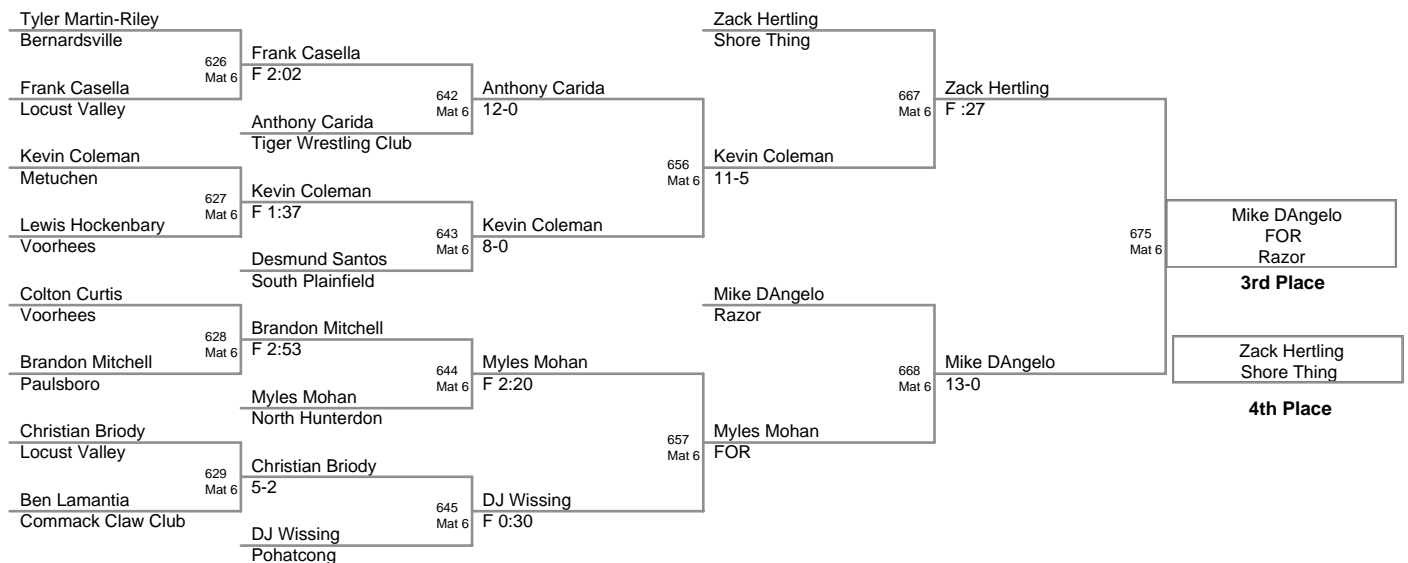 Tyler Martin-Riley
Bernardsville
626
Mat 6
Frank Casella
Locust Valley
Kevin Coleman
Metuchen
627
Mat 6
Lewis Hockenbary
Voorhees
Colton Curtis
Voorhees
628
Mat 6
Brandon Mitchell
Paulsboro
Christian Briody
Locust Valley
629
Mat 6
Ben Lamantia
Commack Claw Club
Frank Casella
F 2:02
642
Mat 6
Anthony Carida
Tiger Wrestling Club
Kevin Coleman
F 1:37
643
Mat 6
Desmund Santos
South Plainfield
Brandon Mitchell
F 2:53
644
Mat 6
Myles Mohan
North Hunterdon
Christian Briody
5-2
645
Mat 6
DJ Wissing
Pohatcong
Anthony Carida
12-0
656
Mat 6
Kevin Coleman
8-0
Myles Mohan
F 2:20
657
Mat 6
DJ Wissing
F 0:30
Zack Hertling
Shore Thing
667
Mat 6
Kevin Coleman
11-5
Mike DAngelo
Razor
668
Mat 6
Myles Mohan
FOR
Zack Hertling
F :27
675
Mat 6
Mike DAngelo
13-0
Mike DAngelo
FOR
Razor
3rd Place
Zack Hertling
Shore Thing
4th Place